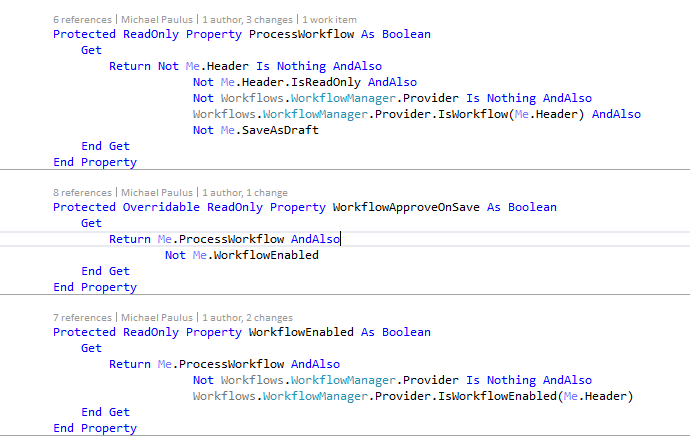 6 references | Michael Paulus | 1 author, 3 changes | 1 work item
Protected ReadOnly Property ProcessWorkflow As Boolean
Get
Return Not Me.Header Is Nothing AndAlso
Not Me.Header.IsReadOnly AndAlso
Not Workflows.WorkflowManager.Provider Is Nothing AndAlso
Workflows.WorkflowManager.Provider.IsWorkflow(Me.Header) AndAlso
Not Me.SaveAsDraft
End Get
End Property
8 references | Michael Paulus | 1 author, 1 change
Protected Overridable ReadOnly Property WorkflowApproveOnSave As Boolean
Get
Return Me.ProcessWorkflow AndAlso
Not Me.WorkflowEnabled
End Get
End Property
7 references | Michael Paulus | 1 author, 2 changes
Protected ReadOnly Property WorkflowEnabled As Boolean
Get
Return Me.ProcessWorkflow AndAlso
Not Workflows.WorkflowManager.Provider Is Nothing AndAlso
Workflows.WorkflowManager.Provider.IsWorkflowEnabled(Me.Header)
End Get
End Property